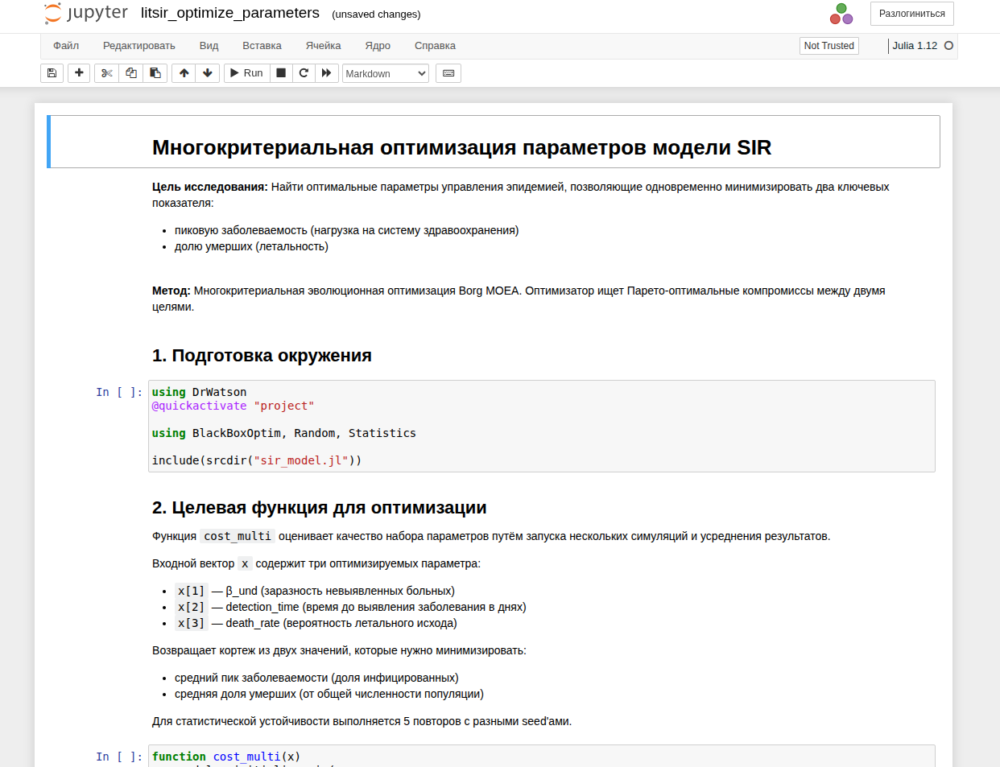 jupyter litsir_optimize_parameters (unsaved changes) Разлогиниться
Файл Редактировать Вид Вставка Ячейка Ядро Справка Not Trusted Julia 1.12
Run Markdown
Многокритериальная оптимизация параметров модели SIR
Цель исследования: Найти оптимальные параметры управления эпидемией, позволяющие одновременно минимизировать два ключевых
показателя:
• пиковую заболеваемость (нагрузка на систему здравоохранения)
• долю умерших (летальность)
Метод: Многокритериальная эволюционная оптимизация Borg MOEA. Оптимизатор ищет Парето-оптимальные компромиссы между двумя
целями.
1. Подготовка окружения
In [ ]: using DrWatson
@quickactivate "project"
using BlackBoxOptim, Random, Statistics
include(srcdir("sir_model.jl"))
2. Целевая функция для оптимизации
Функция cost_multi оценивает качество набора параметров путём запуска нескольких симуляций и усреднения результатов.
Входной вектор x содержит три оптимизируемых параметра:
• x[1] — β_und (заразность невыявленных больных)
• x[2] — detection_time (время до выявления заболевания в днях)
• x[3] — death_rate (вероятность летального исхода)
Возвращает кортеж из двух значений, которые нужно минимизировать:
• средний пик заболеваемости (доля инфицированных)
• средняя доля умерших (от общей численности популяции)
Для статистической устойчивости выполняется 5 повторов с разными seed'ами.
In [ ]: function cost_multi(x)